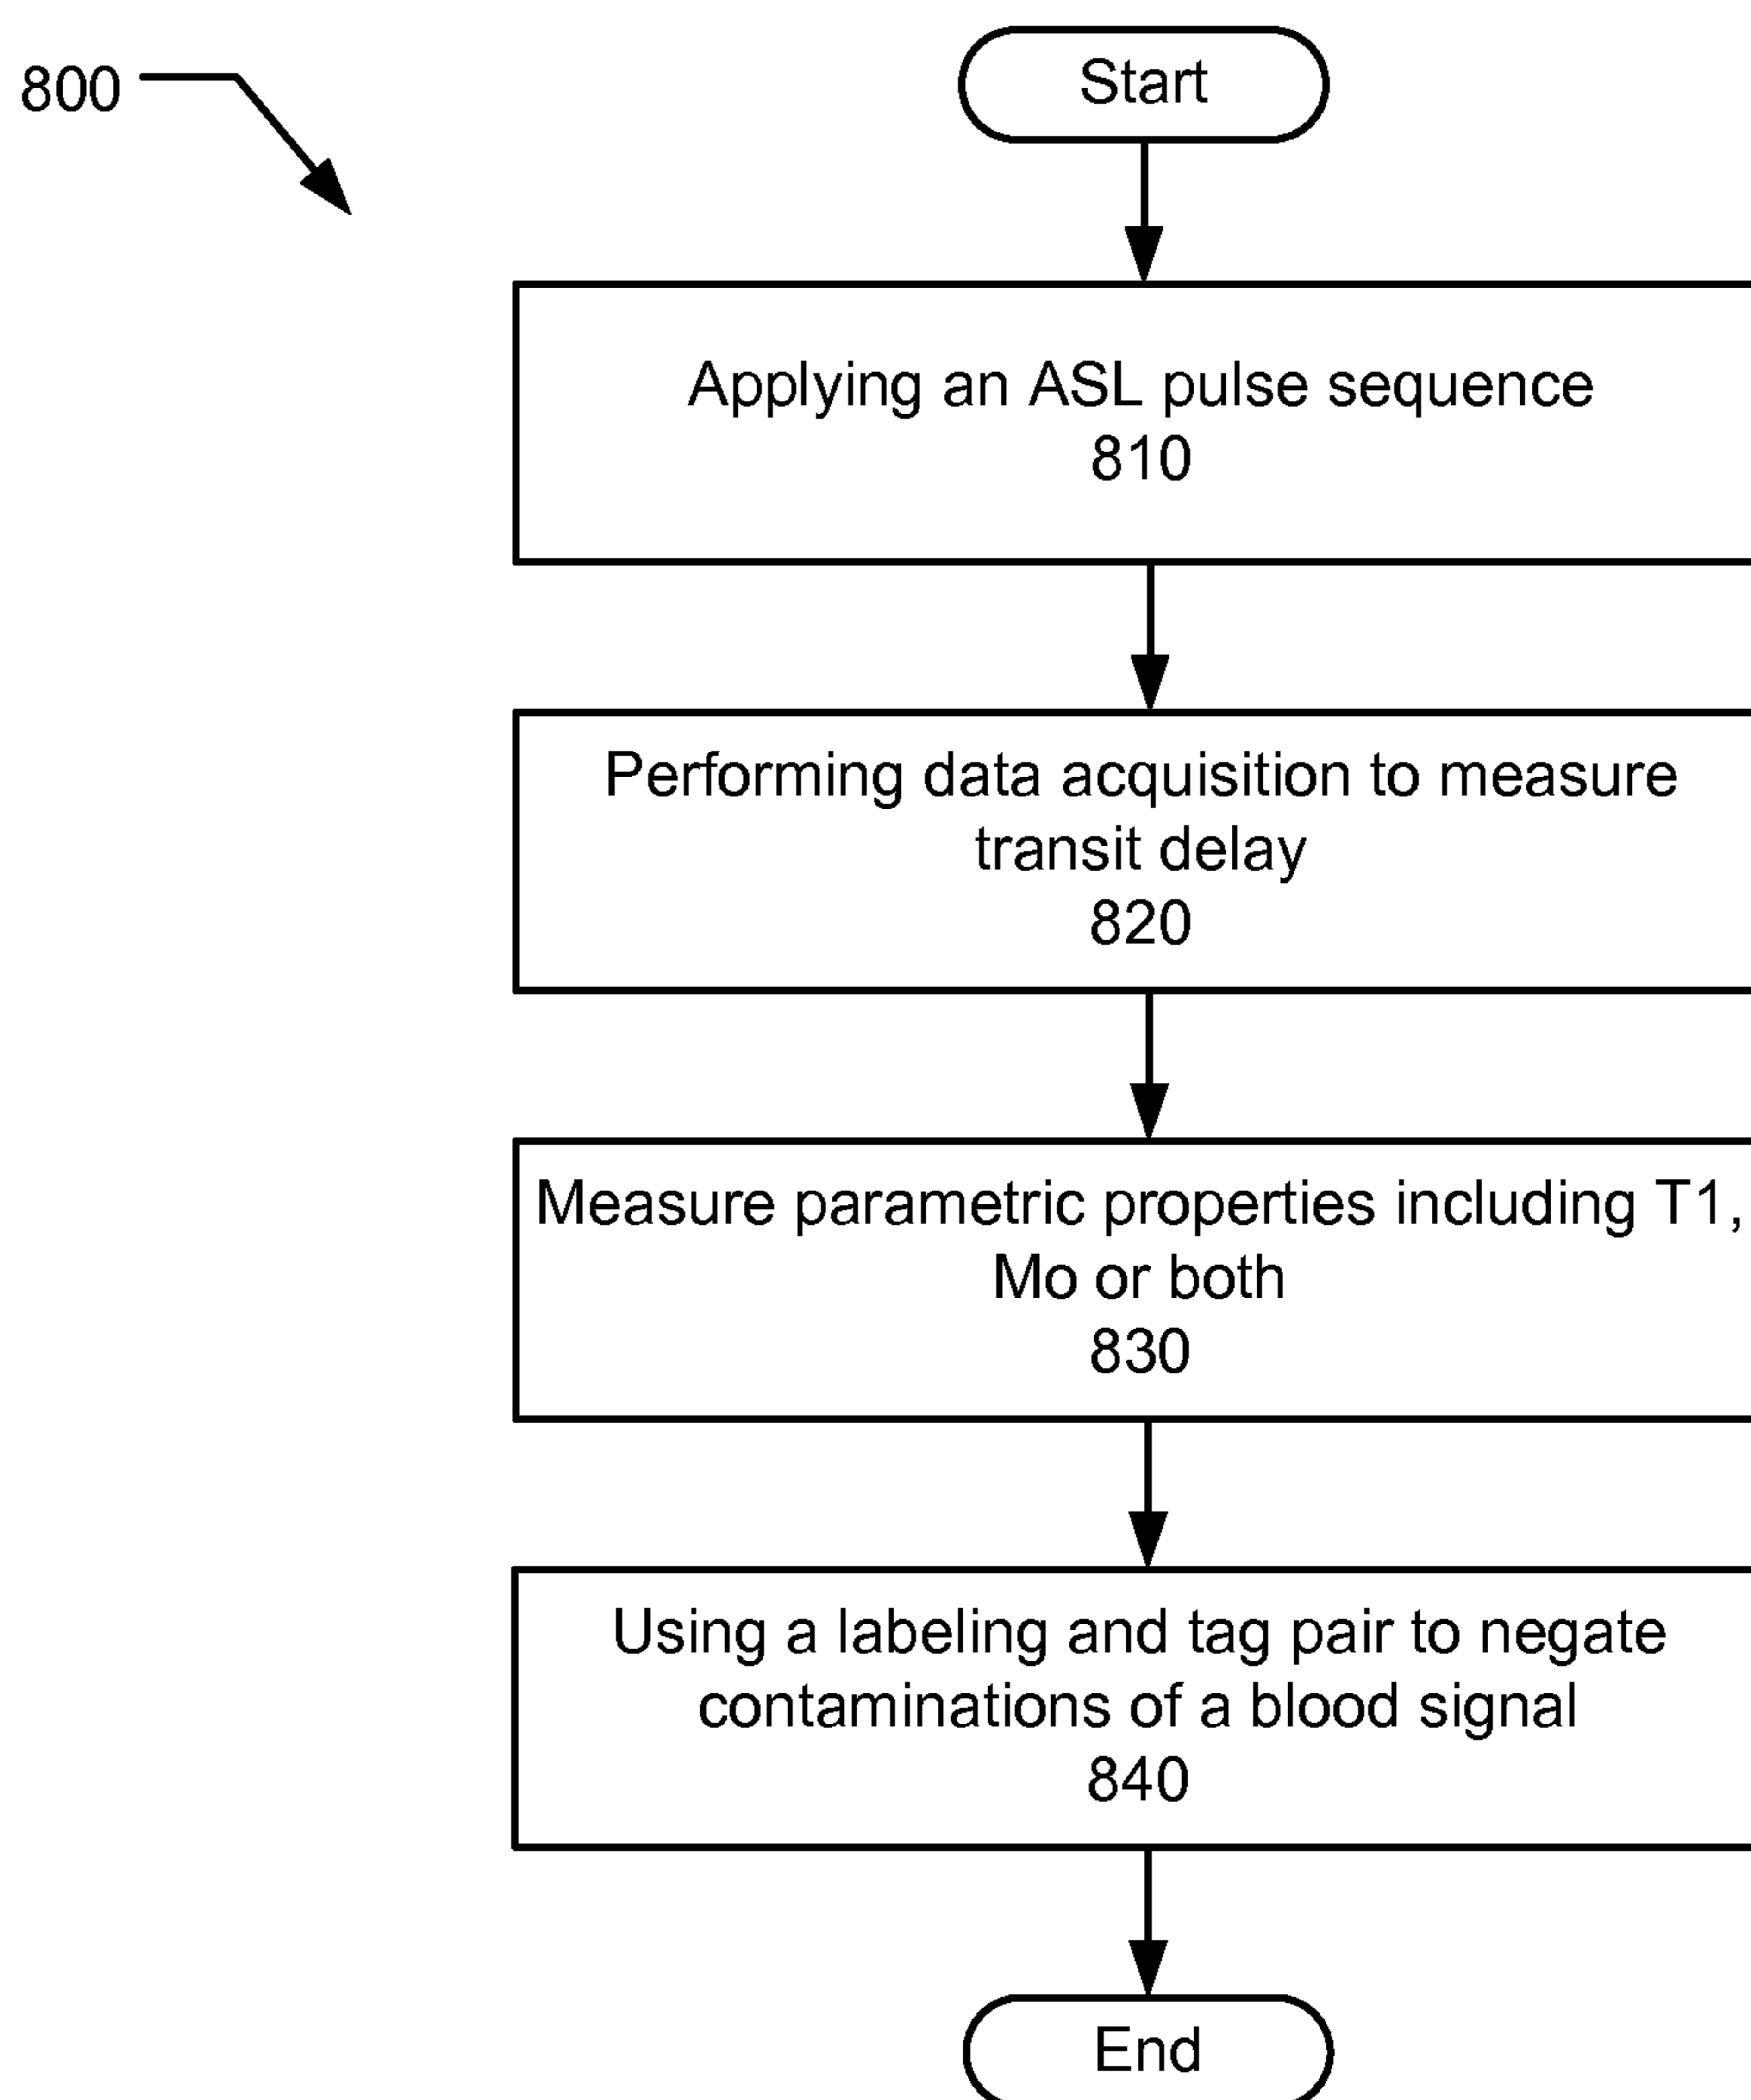 800
Start
Applying an ASL pulse sequence
810
Performing data acquisition to measure
transit delay
820
Measure parametric properties including T1,
Mo or both
830
Using a labeling and tag pair to negate
contaminations of a blood signal
840
End